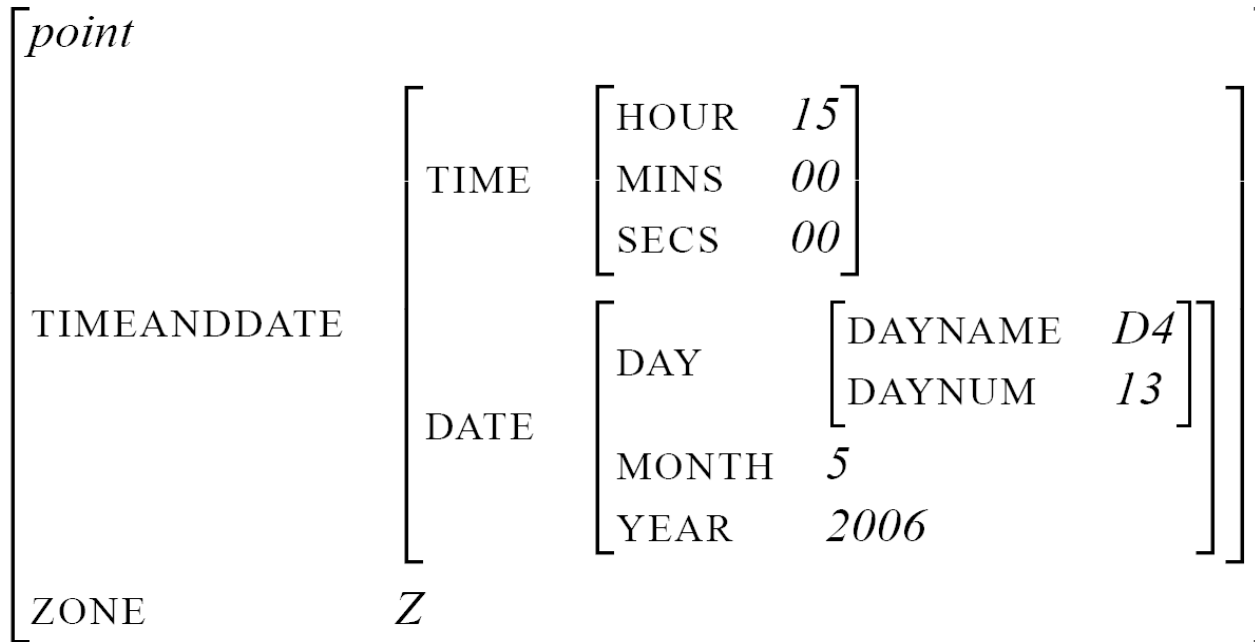 point
HOUR 15
TIME MINS 00
SECS 00
TIMEANDDATE
DAYNAME D4
DAY
DAYNUM 13
DATE
MONTH 5
YEAR 2006
ZONE Z